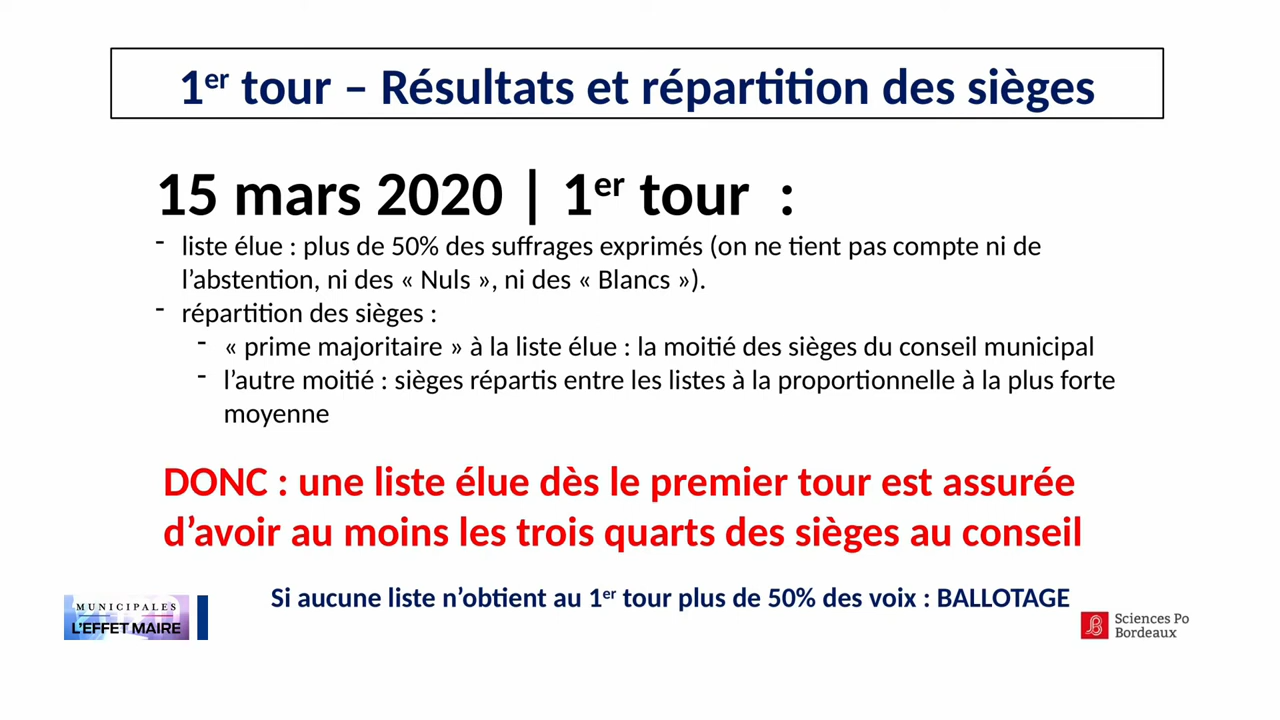 1er tour – Résultats et répartition des sièges
15 mars 2020 | 1er tour :
- liste élue : plus de 50% des suffrages exprimés (on ne tient pas compte ni de
l’abstention, ni des « Nuls », ni des « Blancs »).
- répartition des sièges :
- « prime majoritaire » à la liste élue : la moitié des sièges du conseil municipal
- l’autre moitié : sièges répartis entre les listes à la proportionnelle à la plus forte
moyenne
DONC : une liste élue dès le premier tour est assurée
d’avoir au moins les trois quarts des sièges au conseil
Si aucune liste n’obtient au 1er tour plus de 50% des voix : BALLOTAGE
MUNICIPALES
L’EFFET MAIRE
Sciences Po
Bordeaux